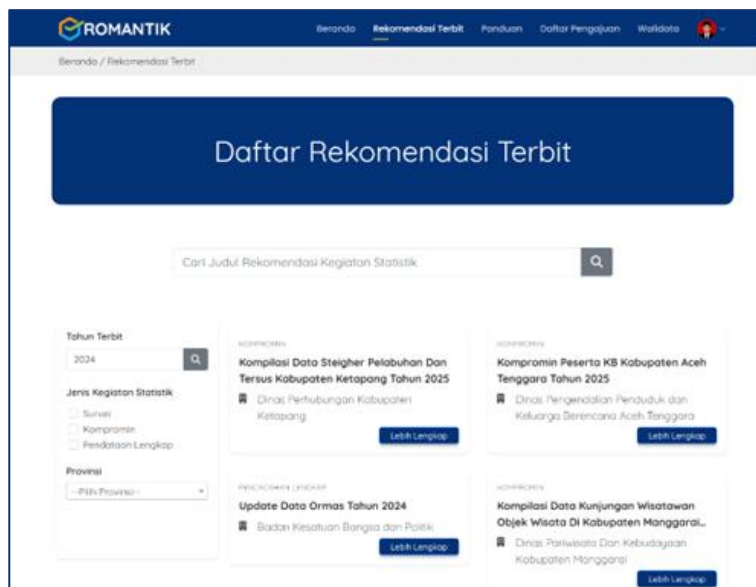 ROMANTIK
Beranda Rekomendasi Terbit Panduan Daftar Pengajuan Walidata
Beranda / Rekomendasi Terbit
Daftar Rekomendasi Terbit
Cari Judul Rekomendasi Kegiatan Statistik
Tahun Terbit
2024
Jenis Kegiatan Statistik
Survei
Kompromin
Pendataan Lengkap
Provinsi
--Pilih Provinsi--
KOMPROMIN
Kompilasi Data Steigher Pelabuhan Dan
Tersus Kabupaten Ketapang Tahun 2025
Dinas Perhubungan Kabupaten
Ketapang
Lebih Lengkap
KOMPROMIN
Kompromin Peserta KB Kabupaten Aceh
Tenggara Tahun 2025
Dinas Pengendalian Penduduk dan
Keluarga Berencana Aceh Tenggara
Lebih Lengkap
PENCACAHAN LENGKAP
Update Data Ormas Tahun 2024
Badan Kesatuan Bangsa dan Politik
Lebih Lengkap
KOMPROMIN
Kompilasi Data Kunjungan Wisatawan
Objek Wisata Di Kabupaten Manggarai...
Dinas Pariwisata Dan Kebudayaan
Kabupaten Manggarai
Lebih Lengkap